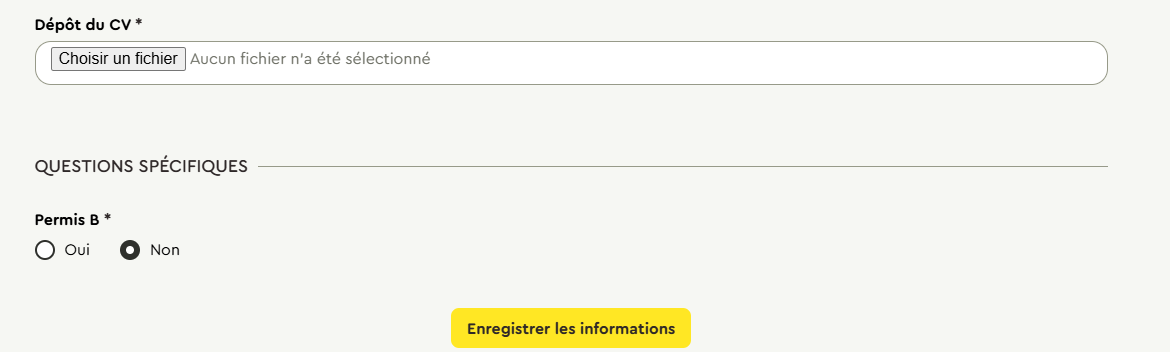 Dépôt du CV *
Choisir un fichier Aucun fichier n'a été sélectionné
QUESTIONS SPÉCIFIQUES
Permis B *
Oui Non
Enregistrer les informations